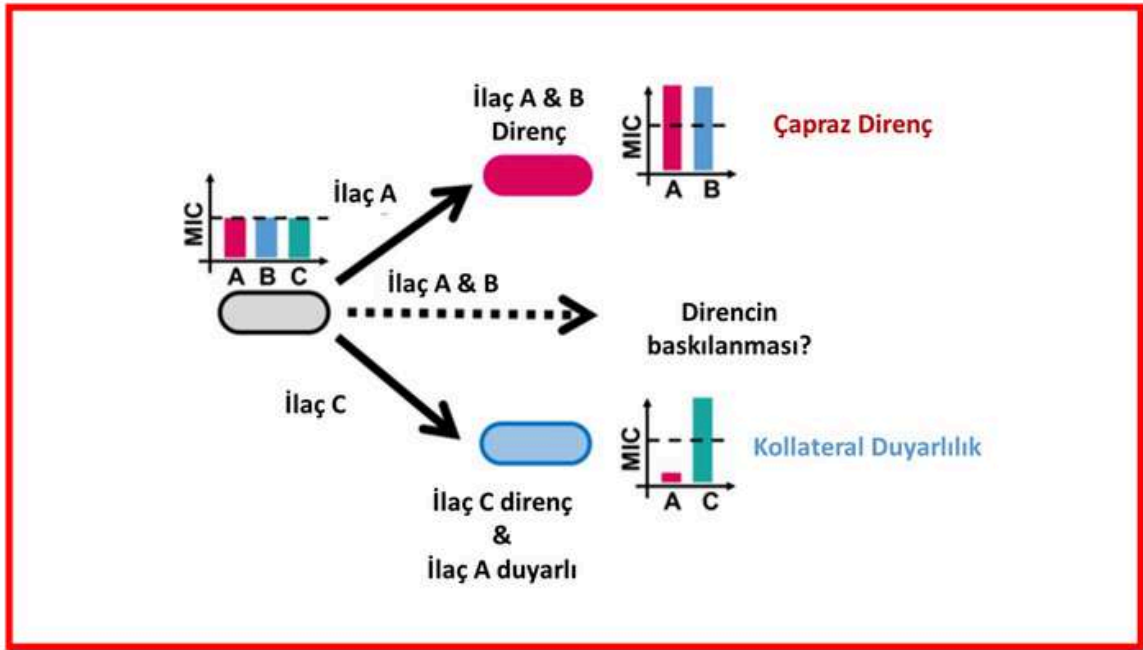 İlaç A & B
Direnç
MIC
A B
Çapraz Direnç
İlaç A
MIC
A B C
İlaç A & B
Direncin
baskılanması?
İlaç C
MIC
A C
Kollateral Duyarlılık
İlaç C direnç
&
İlaç A duyarlı